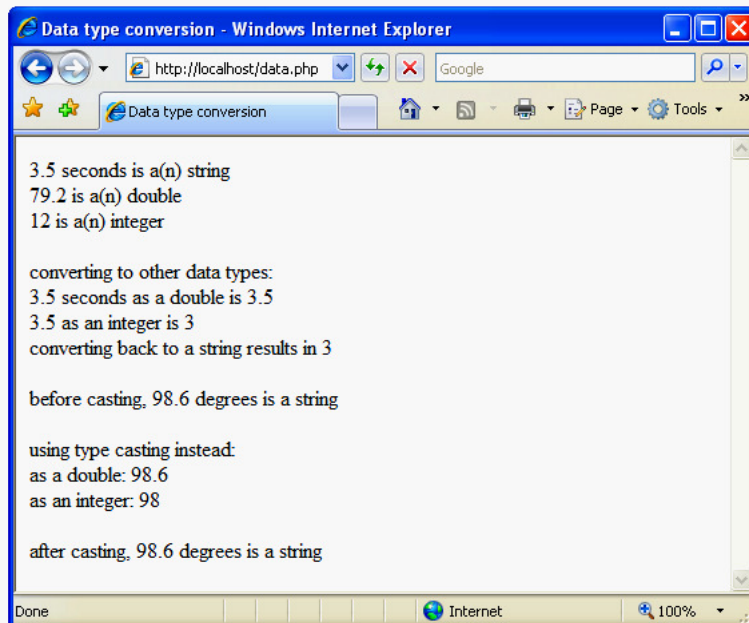 Data type conversion - Windows Internet Explorer
http://localhost/data.php Google
Data type conversion Page Tools »
3.5 seconds is a(n) string
79.2 is a(n) double
12 is a(n) integer
converting to other data types:
3.5 seconds as a double is 3.5
3.5 as an integer is 3
converting back to a string results in 3
before casting, 98.6 degrees is a string
using type casting instead:
as a double: 98.6
as an integer: 98
after casting, 98.6 degrees is a string
Done Internet 100%